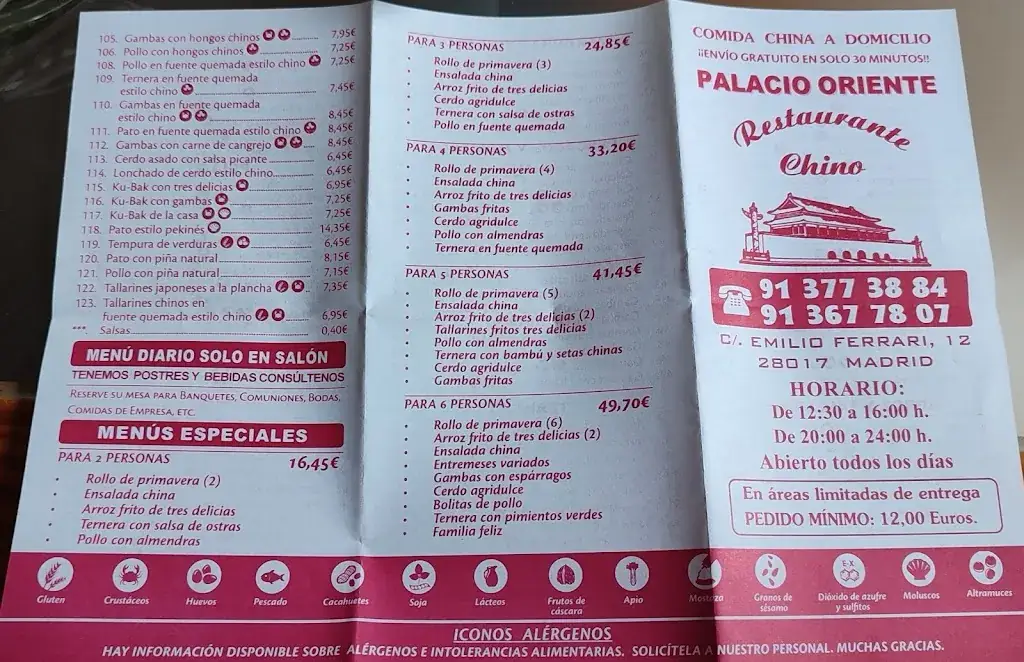 105. Gambas con hongos chinos 7,95€
106. Pollo con hongos chinos 7,25€
108. Pollo en fuente quemada estilo chino 7,25€
109. Ternera en fuente quemada
estilo chino 7,45€
110. Gambas en fuente quemada
estilo chino 8,45€
111. Pato en fuente quemada estilo chino 8,45€
112. Gambas con carne de cangrejo 8,45€
113. Cerdo asado con salsa picante 6,45€
114. Lonchado de cerdo estilo chino 6,45€
115. Ku-Bak con tres delicias 6,95€
116. Ku-Bak con gambas 7,25€
117. Ku-Bak de la casa 7,25€
118. Pato estilo pekinés 14,35€
119. Tempura de verduras 6,45€
120. Pato con piña natural 8,15€
121. Pollo con piña natural 7,15€
122. Tallarines japoneses a la plancha 7,35€
123. Tallarines chinos en
fuente quemada estilo chino 6,95€
*** Salsas 0,40€
MENÚ DIARIO SOLO EN SALÓN
TENEMOS POSTRES Y BEBIDAS CONSÚLTENOS
RESERVE SU MESA PARA BANQUETES, COMUNIONES, BODAS,
COMIDAS DE EMPRESA, ETC.
MENÚS ESPECIALES
PARA 2 PERSONAS 16,45€
• Rollo de primavera (2)
• Ensalada china
• Arroz frito de tres delicias
• Ternera con salsa de ostras
• Pollo con almendras
PARA 3 PERSONAS 24,85€
• Rollo de primavera (3)
• Ensalada china
• Arroz frito de tres delicias
• Cerdo agridulce
• Ternera con salsa de ostras
• Pollo en fuente quemada
PARA 4 PERSONAS 33,20€
• Rollo de primavera (4)
• Ensalada china
• Arroz frito de tres delicias
• Gambas fritas
• Cerdo agridulce
• Pollo con almendras
• Ternera en fuente quemada
PARA 5 PERSONAS 41,45€
• Rollo de primavera (5)
• Ensalada china
• Arroz frito de tres delicias (2)
• Tallarines fritos tres delicias
• Pollo con almendras
• Ternera con bambú y setas chinas
• Cerdo agridulce
• Gambas fritas
PARA 6 PERSONAS 49,70€
• Rollo de primavera (6)
• Arroz frito de tres delicias (2)
• Ensalada china
• Entremeses variados
• Gambas con espárragos
• Cerdo agridulce
• Bolitas de pollo
• Ternera con pimientos verdes
• Familia feliz
COMIDA CHINA A DOMICILIO
¡¡ENVÍO GRATUITO EN SOLO 30 MINUTOS!!
PALACIO ORIENTE
Restaurante
Chino
91 377 38 84
91 367 78 07
C/. EMILIO FERRARI, 12
28017 MADRID
HORARIO:
De 12:30 a 16:00 h.
De 20:00 a 24:00 h.
Abierto todos los días
En áreas limitadas de entrega
PEDIDO MÍNIMO: 12,00 Euros.
Gluten
Crustáceos
Huevos
Pescado
Cacahuetes
Soja
Lácteos
Frutos de
cáscara
Apio
Mostaza
Granos de
sésamo
E-X
Dióxido de azufre
y sulfitos
Moluscos
Altramuces
ICONOS ALÉRGENOS
HAY INFORMACIÓN DISPONIBLE SOBRE ALÉRGENOS E INTOLERANCIAS ALIMENTARIAS. SOLICÍTELA A NUESTRO PERSONAL. MUCHAS GRACIAS.